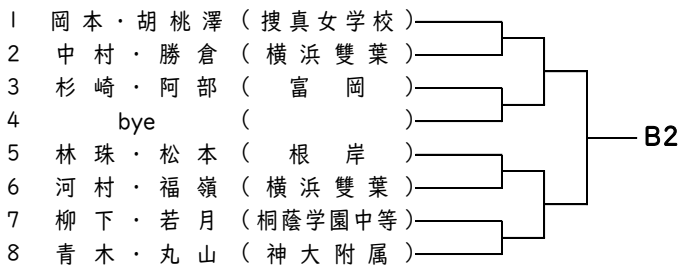 1 岡本・胡桃澤 (捜真女学校)
2 中村・勝倉 (横浜雙葉)
3 杉崎・阿部 (富岡)
4 bye ( )
B2
5 林珠・松本 (根岸)
6 河村・福嶺 (横浜雙葉)
7 柳下・若月 (桐蔭学園中等)
8 青木・丸山 (神大附属)